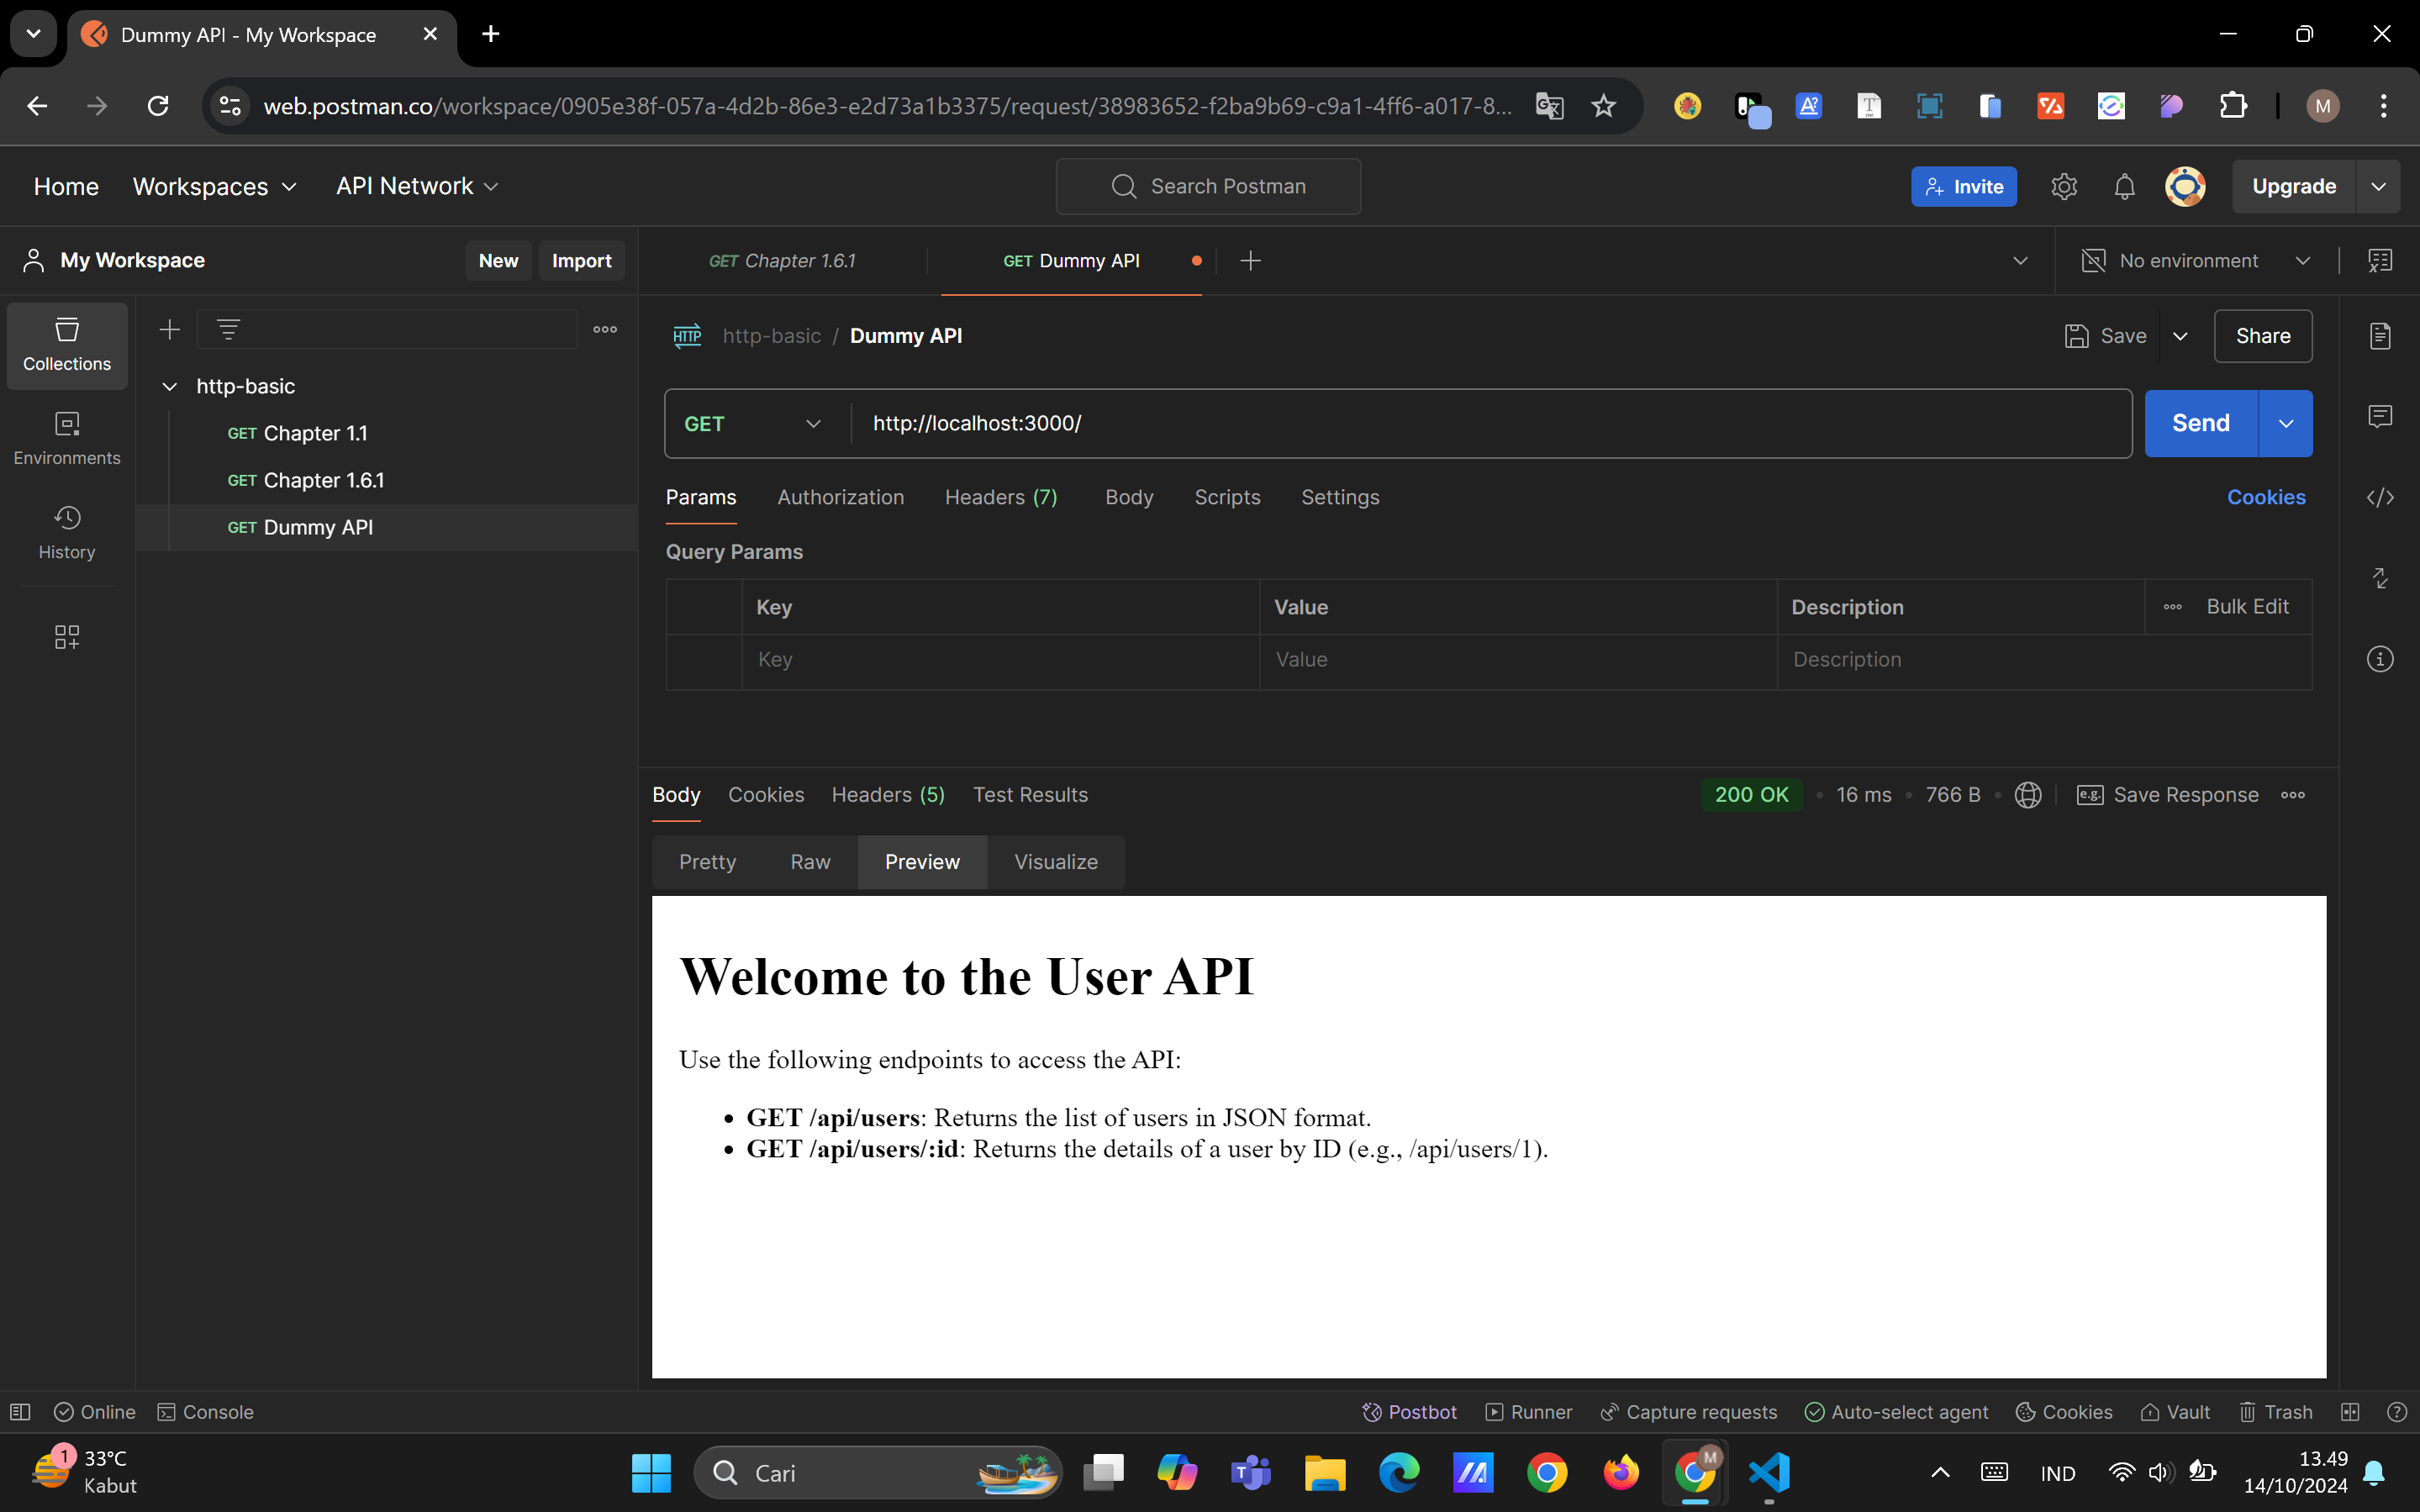 Dummy API - My Workspace
web.postman.co/workspace/0905e38f-057a-4d2b-86e3-e2d73a1b3375/request/38983652-f2ba9b69-c9a1-4ff6-a017-8...
M
Home Workspaces API Network
Search Postman
Invite
Upgrade
My Workspace
New Import
GET Chapter 1.6.1
GET Dummy API
No environment
Collections
Environments
History
http-basic
GET Chapter 1.1
GET Chapter 1.6.1
GET Dummy API
HTTP http-basic / Dummy API
Save
Share
GET http://localhost:3000/
Send
Params Authorization Headers (7) Body Scripts Settings
Cookies
Query Params
Key Value Description Bulk Edit
Key Value Description
Body Cookies Headers (5) Test Results
200 OK • 16 ms • 766 B • e.g. Save Response
Pretty Raw Preview Visualize
Welcome to the User API
Use the following endpoints to access the API:
• GET /api/users: Returns the list of users in JSON format.
• GET /api/users/:id: Returns the details of a user by ID (e.g., /api/users/1).
Online Console
Postbot Runner Capture requests Auto-select agent Cookies Vault Trash
1
33°C
Kabut
Cari
M
IND
13.49
14/10/2024